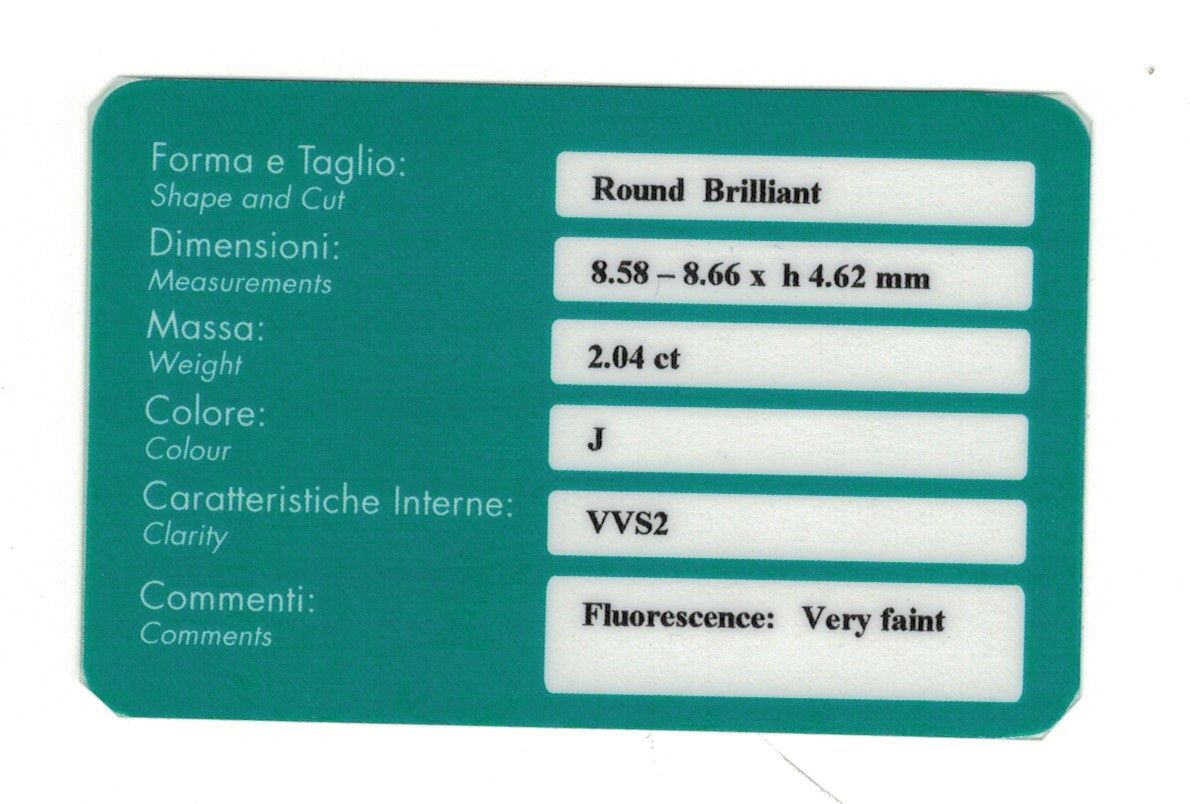 Forma e Taglio:
Shape and Cut
Round Brilliant
Dimensioni:
Measurements
8.58 – 8.66 x h 4.62 mm
Massa:
Weight
2.04 ct
Colore:
Colour
J
Caratteristiche Interne:
Clarity
VVS2
Commenti:
Comments
Fluorescence: Very faint